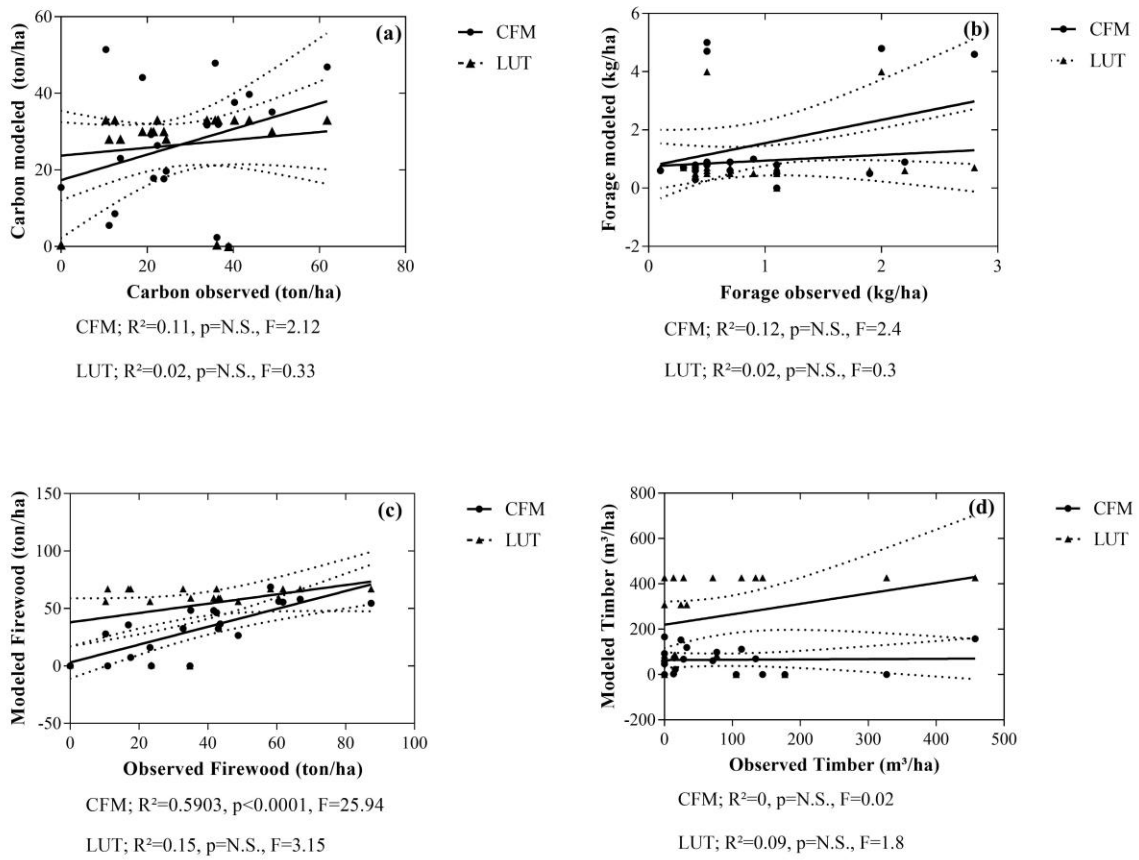 (a)
CFM
LUT
Carbon modeled (ton/ha)
60
40
20
0
0 20 40 60 80
Carbon observed (ton/ha)
CFM; R²=0.11, p=N.S., F=2.12
LUT; R²=0.02, p=N.S., F=0.33
(b)
CFM
LUT
Forage modeled (kg/ha)
6
4
2
0
-2
0 1 2 3
Forage observed (kg/ha)
CFM; R²=0.12, p=N.S., F=2.4
LUT; R²=0.02, p=N.S., F=0.3
(c)
CFM
LUT
Modeled Firewood (ton/ha)
150
100
50
0
-50
0 20 40 60 80 100
Observed Firewood (ton/ha)
CFM; R²=0.5903, p<0.0001, F=25.94
LUT; R²=0.15, p=N.S., F=3.15
(d)
CFM
LUT
Modeled Timber (m³/ha)
800
600
400
200
0
-200
0 100 200 300 400 500
Observed Timber (m³/ha)
CFM; R²=0, p=N.S., F=0.02
LUT; R²=0.09, p=N.S., F=1.8